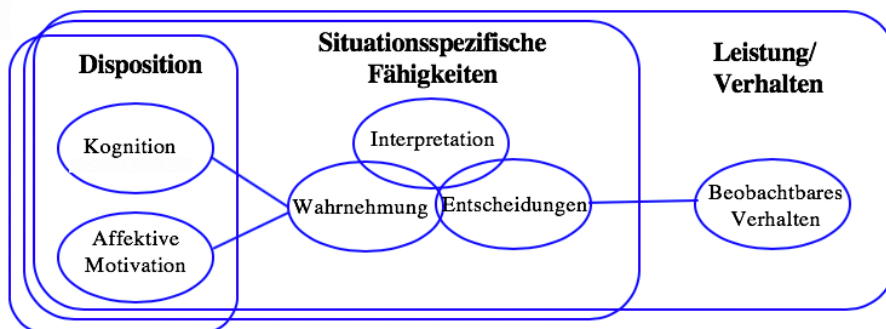 Disposition
Situationsspezifische
Fähigkeiten
Leistung/
Verhalten
Kognition
Affektive
Motivation
Interpretation
Wahrnehmung
Entscheidungen
Beobachtbares
Verhalten